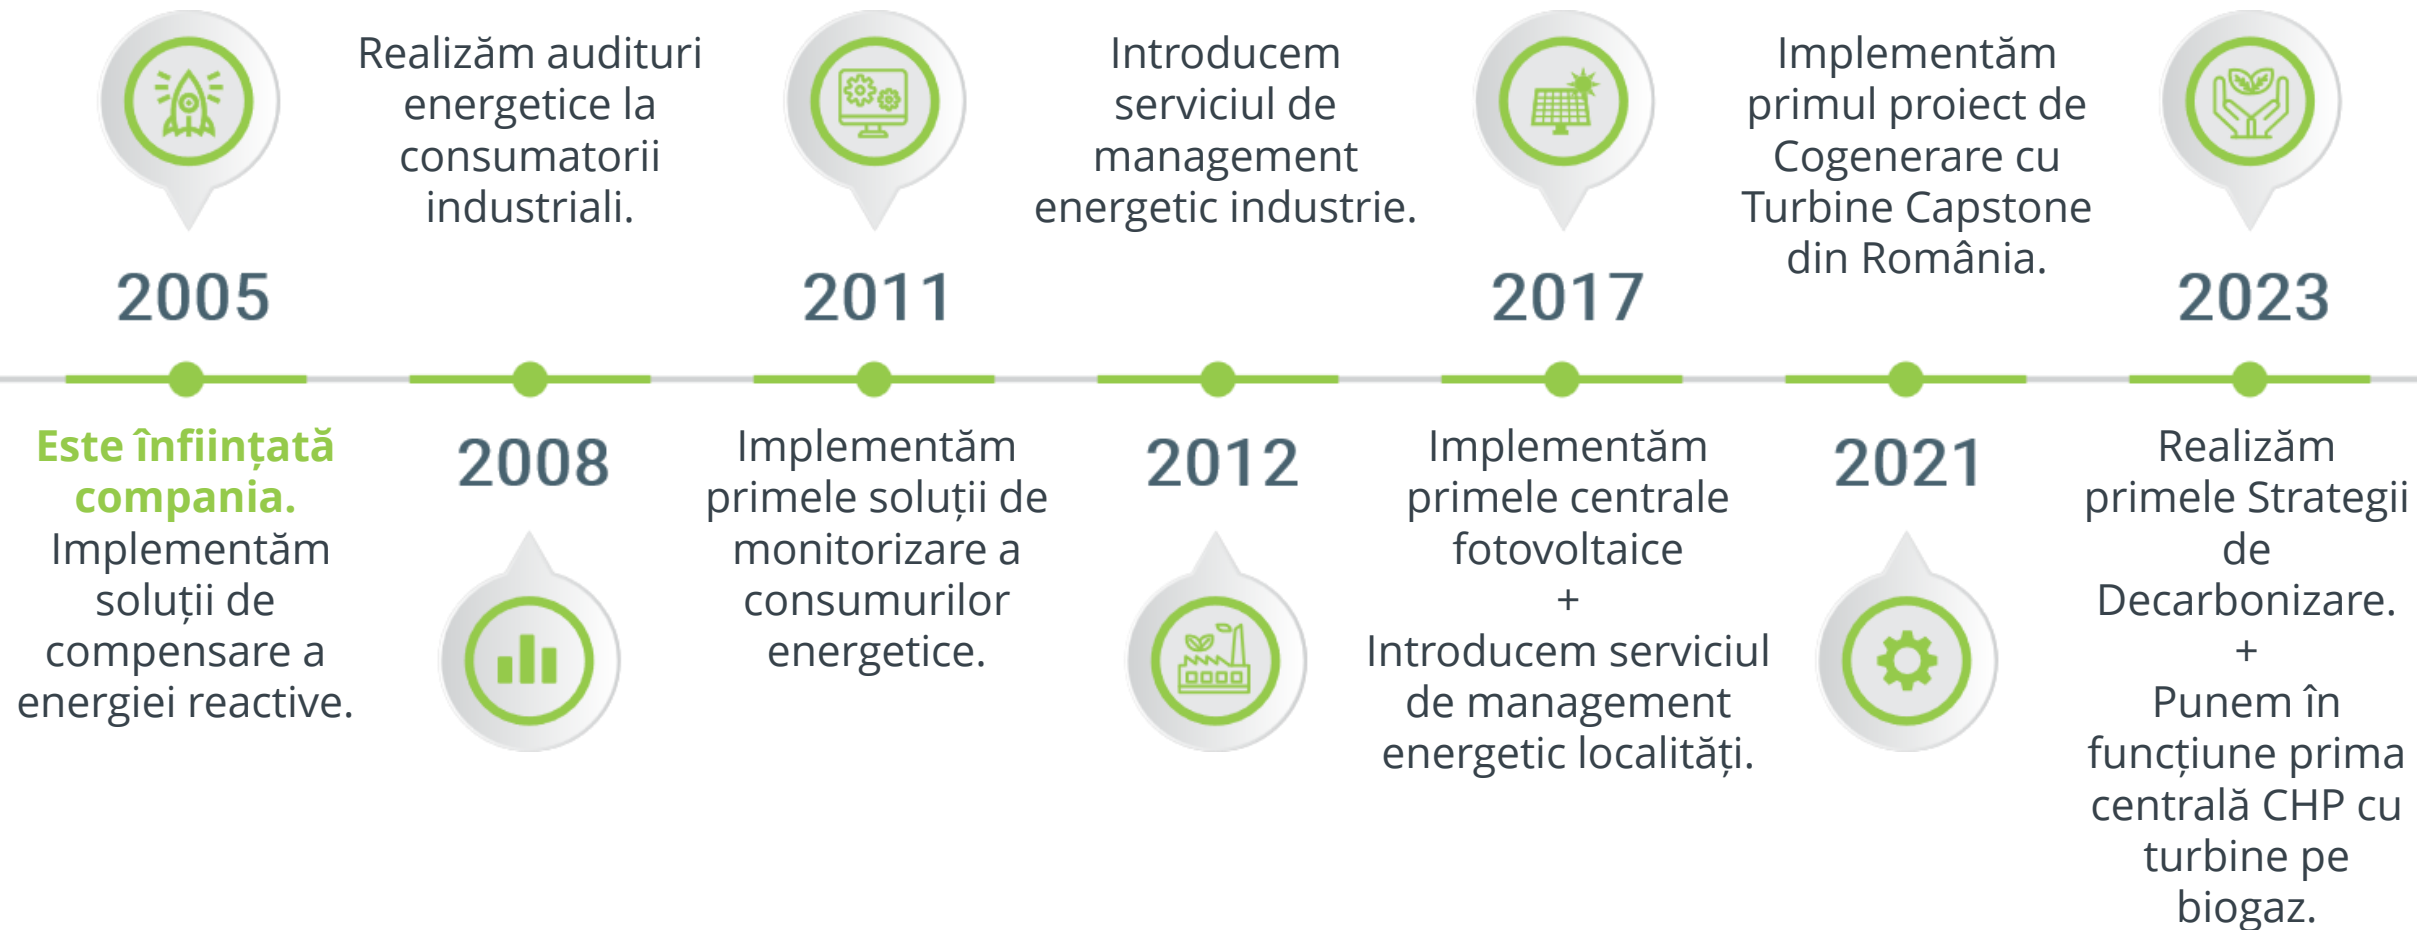 2005
Este înființată
compania.
Implementăm
soluții de
compensare a
energiei reactive.
Realizăm audituri
energetice la
consumatorii
industriali.
2008
2011
Implementăm
primele soluții de
monitorizare a
consumurilor
energetice.
Introducem
serviciul de
management
energetic industrie.
2012
2017
Implementăm
primele centrale
fotovoltaice
+
Introducem serviciul
de management
energetic localități.
Implementăm
primul proiect de
Cogenerare cu
Turbine Capstone
din România.
2021
2023
Realizăm
primele Strategii
de
Decarbonizare.
+
Punem în
funcțiune prima
centrală CHP cu
turbine pe
biogaz.